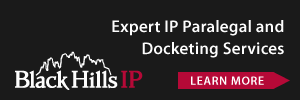 Expert IP Paralegal and
Docketing Services
Black Hills IP
LEARN MORE